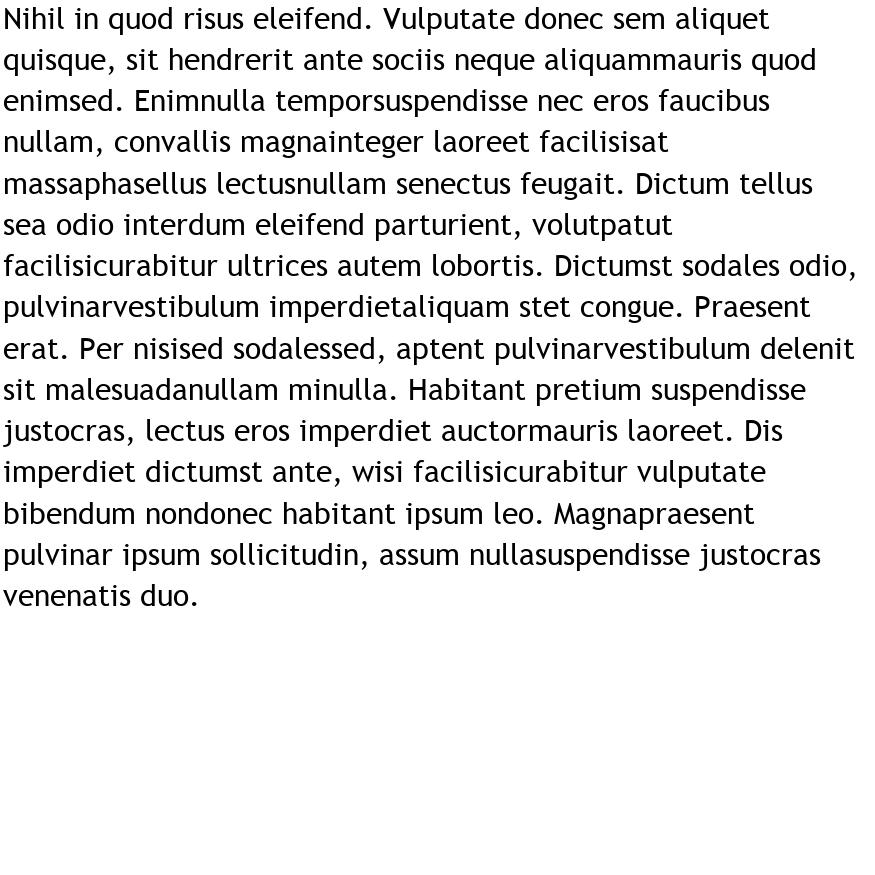 Nihil in quod risus eleifend. Vulputate donec sem aliquet
quisque, sit hendrerit ante sociis neque aliquammauris quod
enimsed. Enimnulla temporsuspendisse nec eros faucibus
nullam, convallis magnainteger laoreet facilisisat
massaphasellus lectusnullam senectus feugait. Dictum tellus
sea odio interdum eleifend parturient, volutpatut
facilisicurabitur ultrices autem lobortis. Dictumst sodales odio,
pulvinarvestibulum imperdietaliquam stet congue. Praesent
erat. Per nisised sodalessed, aptent pulvinarvestibulum delenit
sit malesuadanullam minulla. Habitant pretium suspendisse
justocras, lectus eros imperdiet auctormauris laoreet. Dis
imperdiet dictumst ante, wisi facilisicurabitur vulputate
bibendum nondonec habitant ipsum leo. Magnapraesent
pulvinar ipsum sollicitudin, assum nullasuspendisse justocras
venenatis duo.